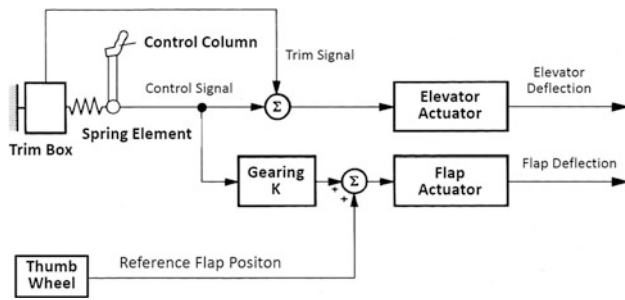 Control Column
Trim Signal
Elevator
Deflection
Control Signal
Σ
Elevator
Actuator
Spring Element
Trim Box
Flap Deflection
Gearing
K
Σ
+
+
Flap
Actuator
Thumb
Wheel
Reference Flap Positon